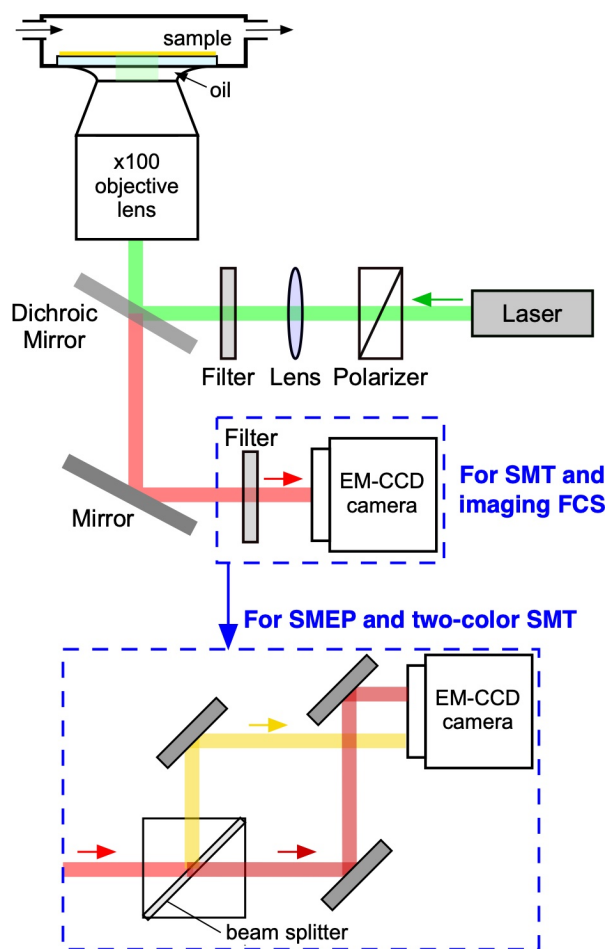 sample
oil
x100
objective
lens
Dichroic
Mirror
Filter
Lens
Polarizer
Laser
Filter
EM-CCD
camera
For SMT and
imaging FCS
Mirror
For SMEP and two-color SMT
EM-CCD
camera
beam splitter